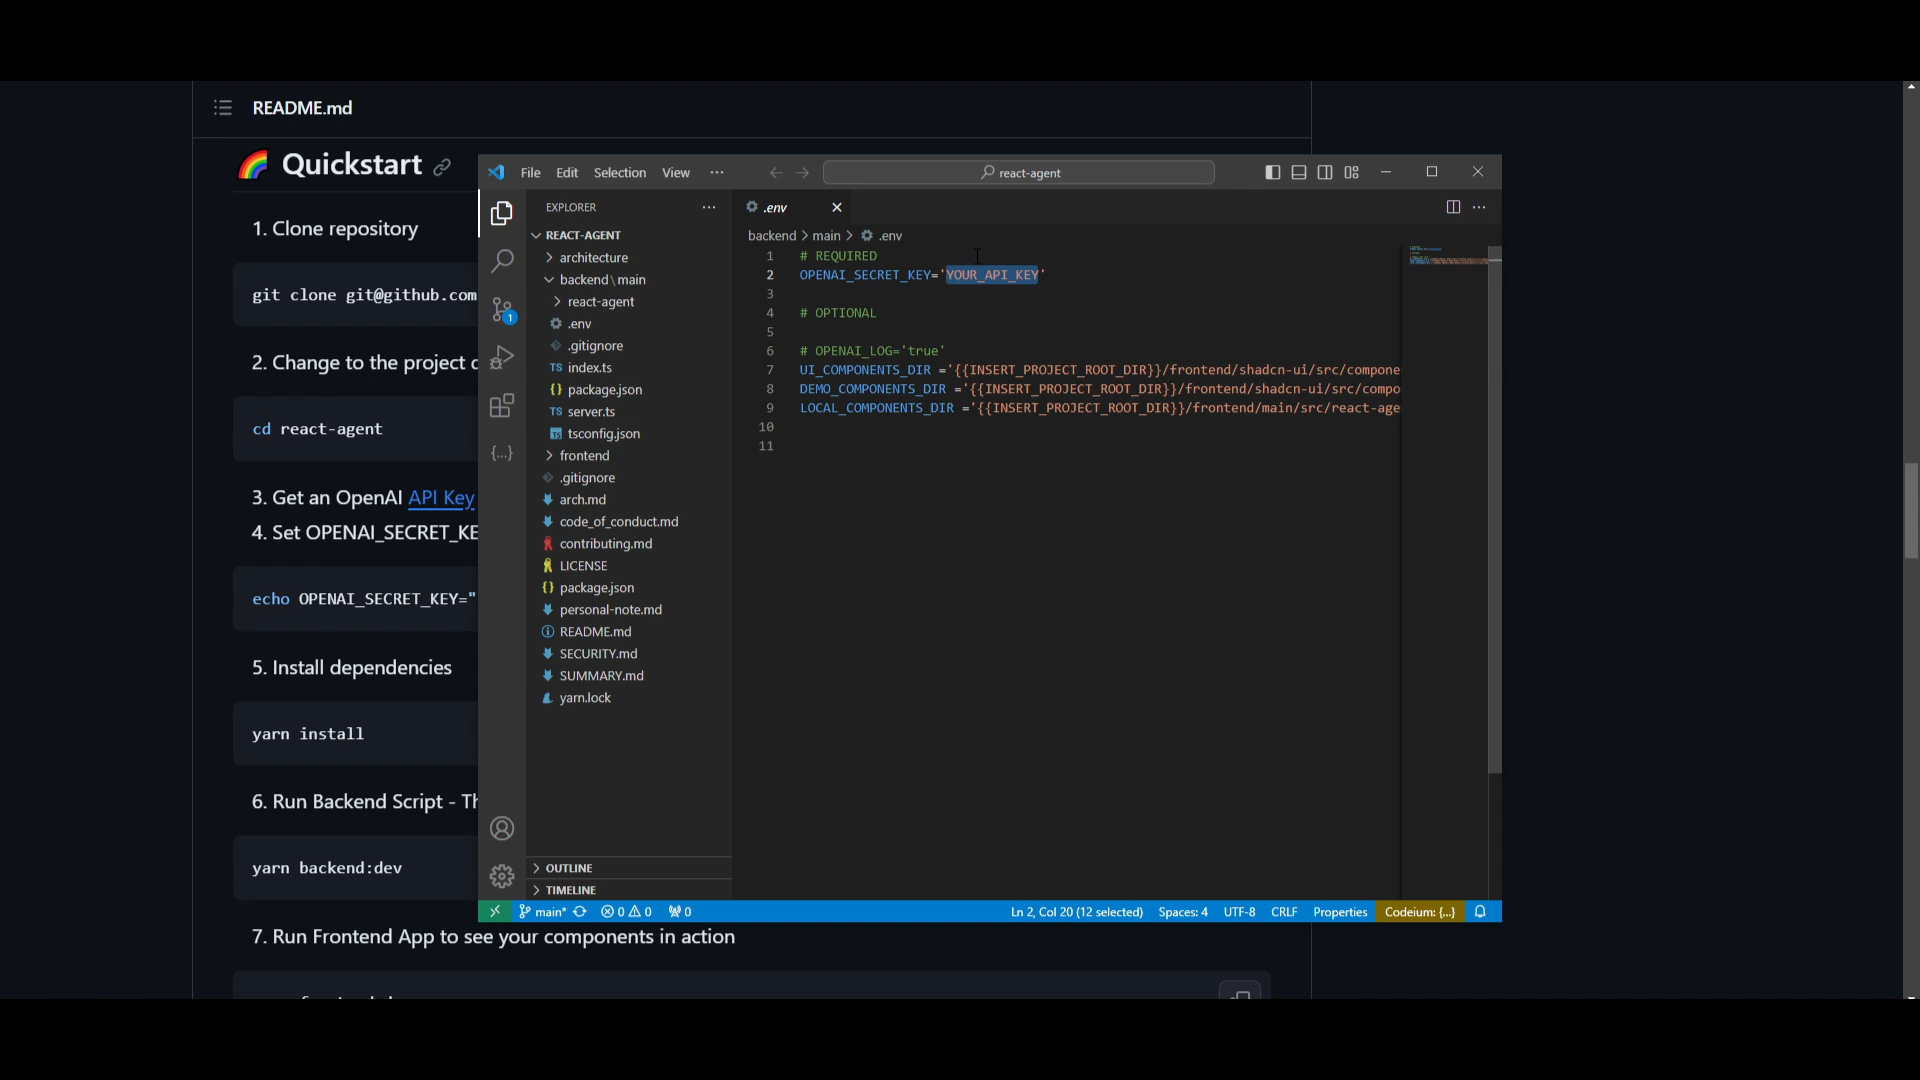 README.md
Quickstart
1. Clone repository
git clone git@github.com
2. Change to the project
cd react-agent
3. Get an OpenAI API Key
4. Set OPENAI_SECRET_KE
echo OPENAI_SECRET_KEY="
5. Install dependencies
yarn install
6. Run Backend Script - Th
yarn backend:dev
7. Run Frontend App to see your components in action
File Edit Selection View
react-agent
EXPLORER
REACT-AGENT
architecture
backend\main
react-agent
.env
.gitignore
TS index.ts
{} package.json
TS server.ts
TS tsconfig.json
frontend
.gitignore
arch.md
code_of_conduct.md
contributing.md
LICENSE
{} package.json
personal-note.md
README.md
SECURITY.md
SUMMARY.md
yarn.lock
OUTLINE
TIMELINE
1
{...}
.env
backend > main > .env
1 # REQUIRED
2 OPENAI_SECRET_KEY='YOUR_API_KEY'
3
4 # OPTIONAL
5
6 # OPENAI_LOG='true'
7 UI_COMPONENTS_DIR ='{{INSERT_PROJECT_ROOT_DIR}}/frontend/shadcn-ui/src/compone
8 DEMO_COMPONENTS_DIR ='{{INSERT_PROJECT_ROOT_DIR}}/frontend/shadcn-ui/src/compo
9 LOCAL_COMPONENTS_DIR ='{{INSERT_PROJECT_ROOT_DIR}}/frontend/main/src/react-age
10
11
main* 0 0 0 Ln 2, Col 20 (12 selected) Spaces: 4 UTF-8 CRLF Properties Codeium: {...}